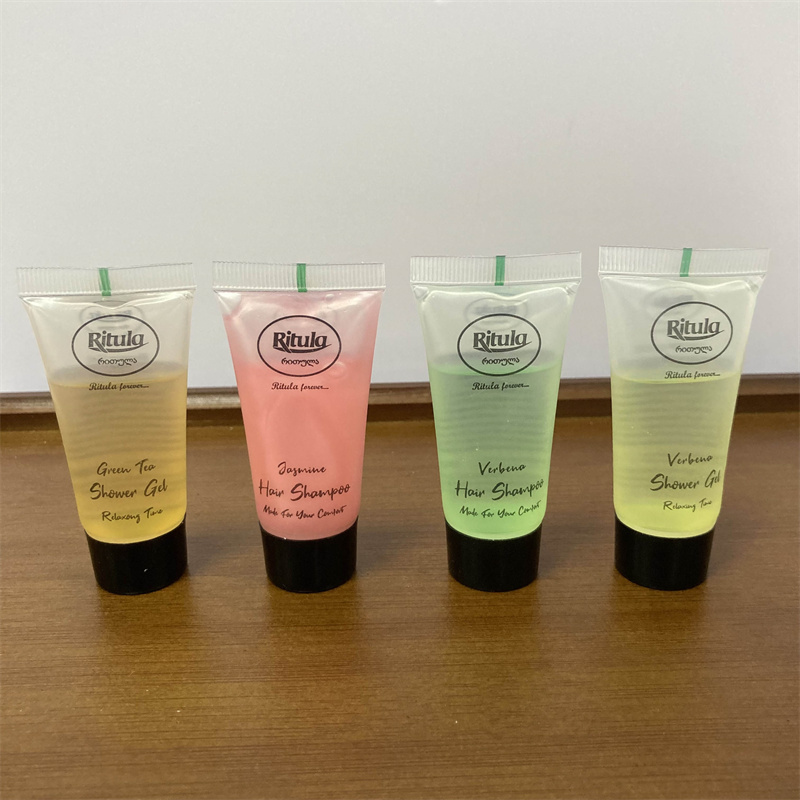 Ritula
რითულა
Ritula forever...
Green Tea
Shower Gel
Relaxong Time
Ritula
რითულა
Ritula forever...
Jasmine
Hair Shampoo
Made For Your Comfort
Ritula
რითულა
Ritula forever...
Verbena
Hair Shampoo
Made For Your Comfort
Ritula
რითულა
Ritula forever...
Verbena
Shower Gel
Relaxing Time